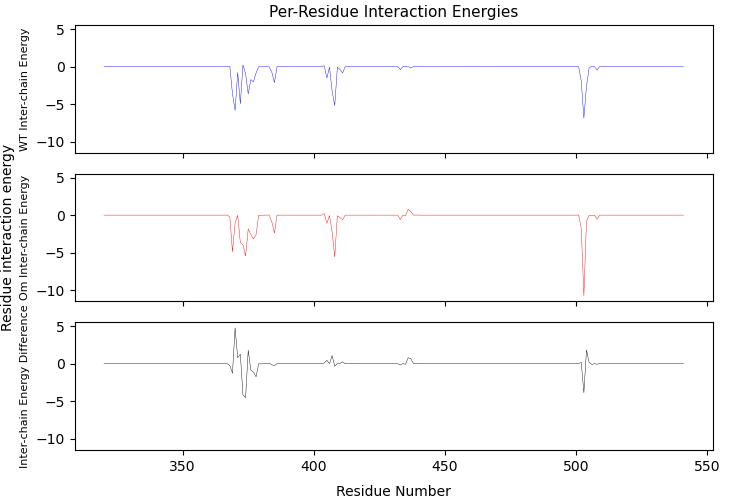 Per-Residue Interaction Energies
Residue interaction energy
WT Inter-chain Energy
5
0
−5
−10
Om Inter-chain Energy
5
0
−5
−10
Inter-chain Energy Difference
5
0
−5
−10
350
400
450
500
550
Residue Number